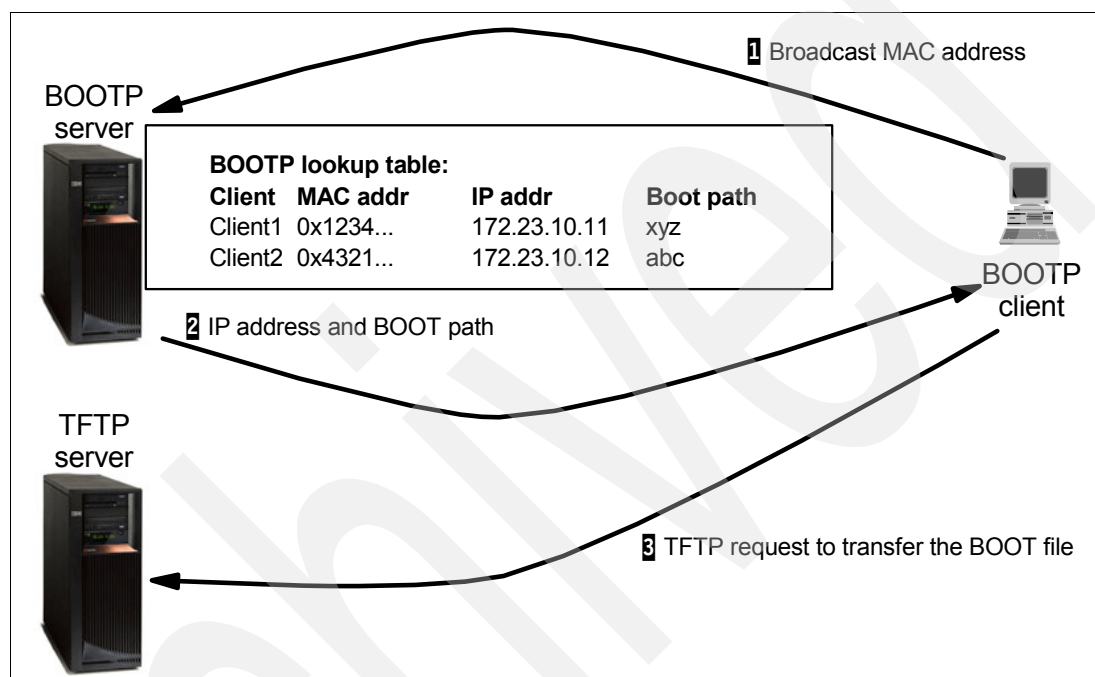 1 Broadcast MAC address
BOOTP
server
BOOTP lookup table:
Client MAC addr IP addr Boot path
Client1 0x1234... 172.23.10.11 xyz
Client2 0x4321... 172.23.10.12 abc
BOOTP
client
2 IP address and BOOT path
TFTP
server
3 TFTP request to transfer the BOOT file